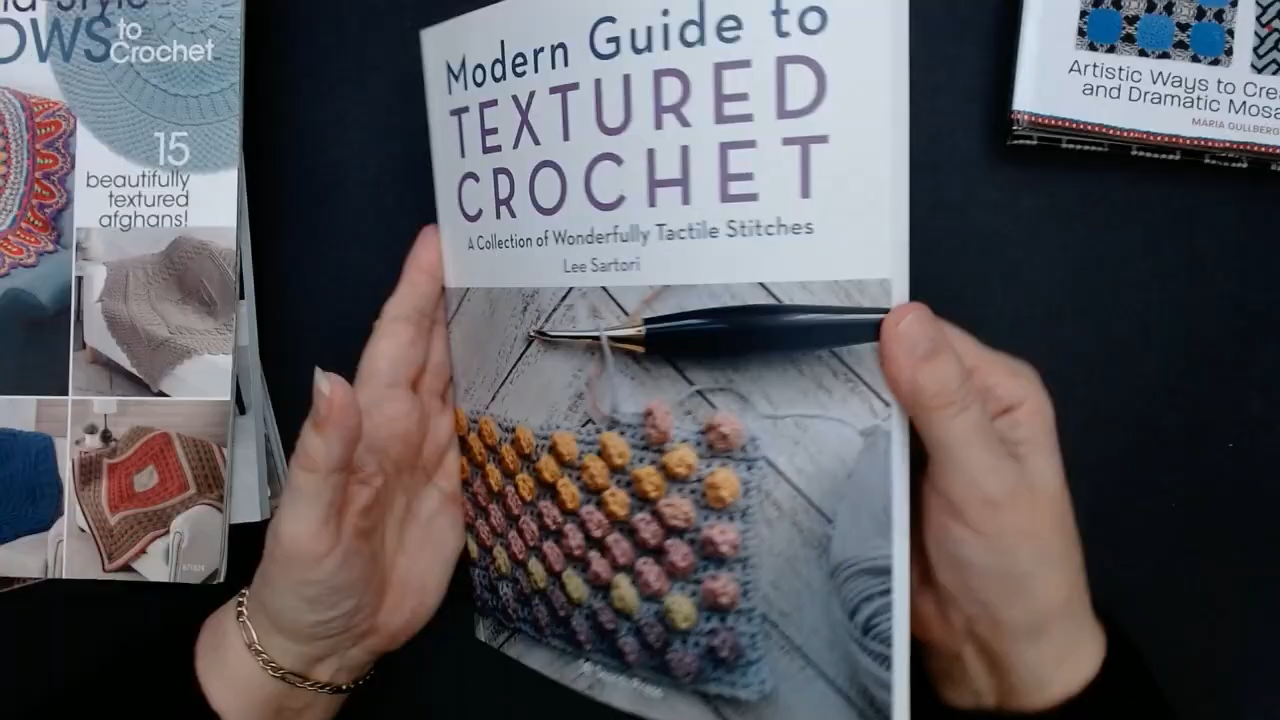 to
Crochet
15
beautifully
textured
afghans!
Modern Guide to
TEXTURED
CROCHET
A Collection of Wonderfully Tactile Stitches
Lee Sartori
Artistic Ways to
and Dramatic
MARIA GULLBERG